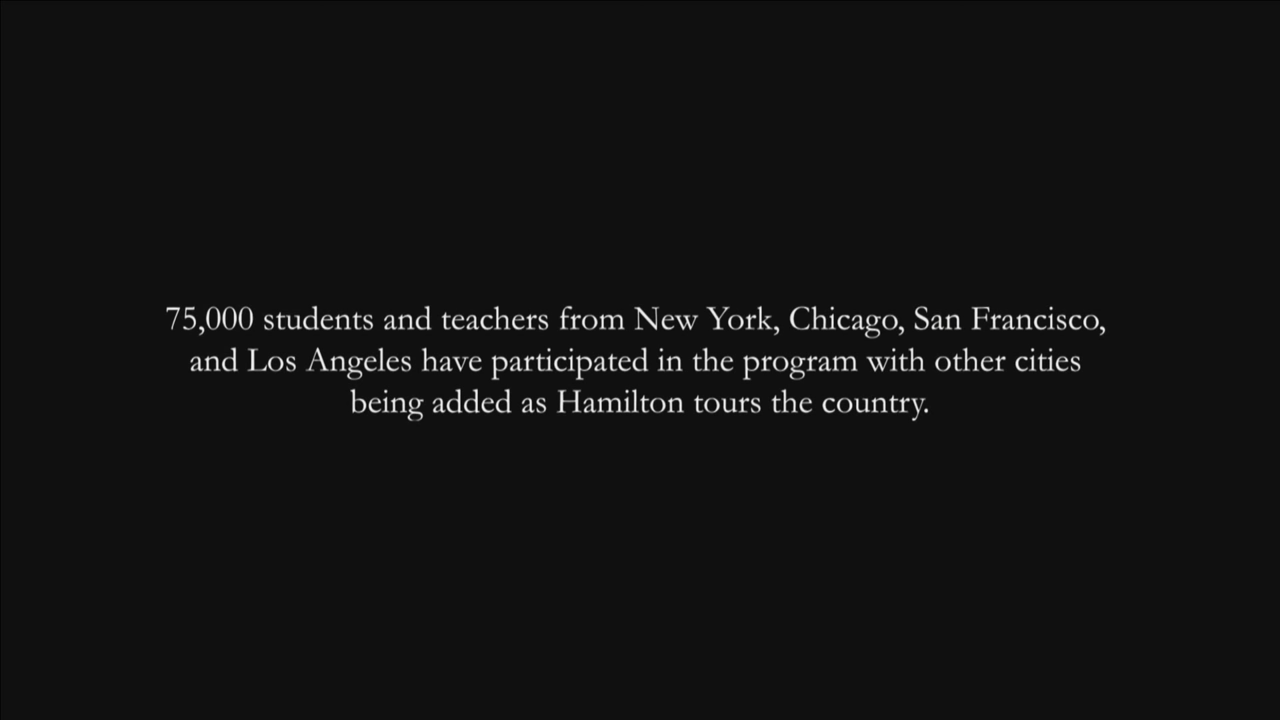 75,000 students and teachers from New York, Chicago, San Francisco,
and Los Angeles have participated in the program with other cities
being added as Hamilton tours the country.